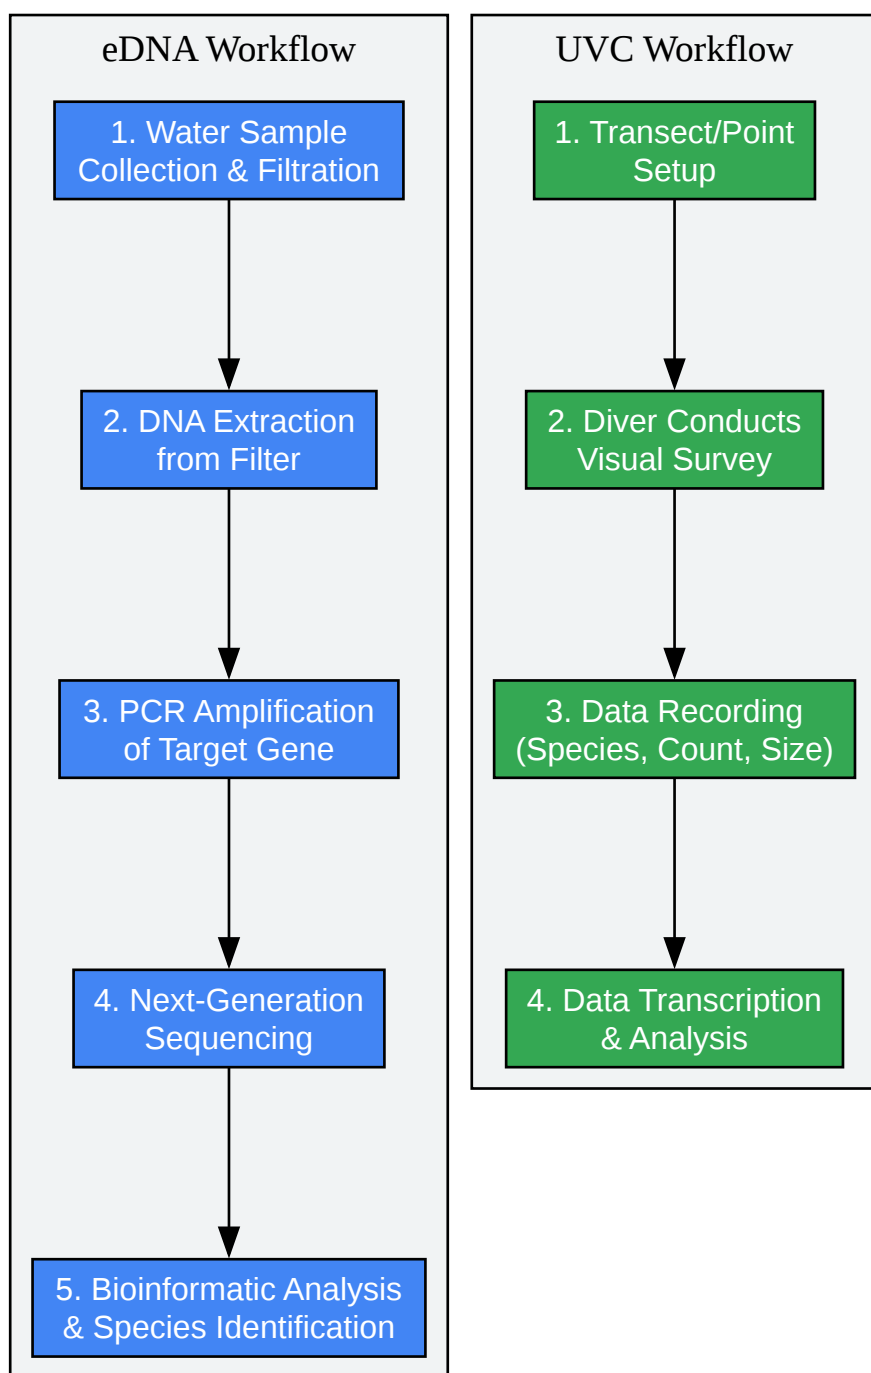 eDNA Workflow
1. Water Sample
Collection & Filtration
2. DNA Extraction
from Filter
3. PCR Amplification
of Target Gene
4. Next-Generation
Sequencing
5. Bioinformatic Analysis
& Species Identification
UVC Workflow
1. Transect/Point
Setup
2. Diver Conducts
Visual Survey
3. Data Recording
(Species, Count, Size)
4. Data Transcription
& Analysis